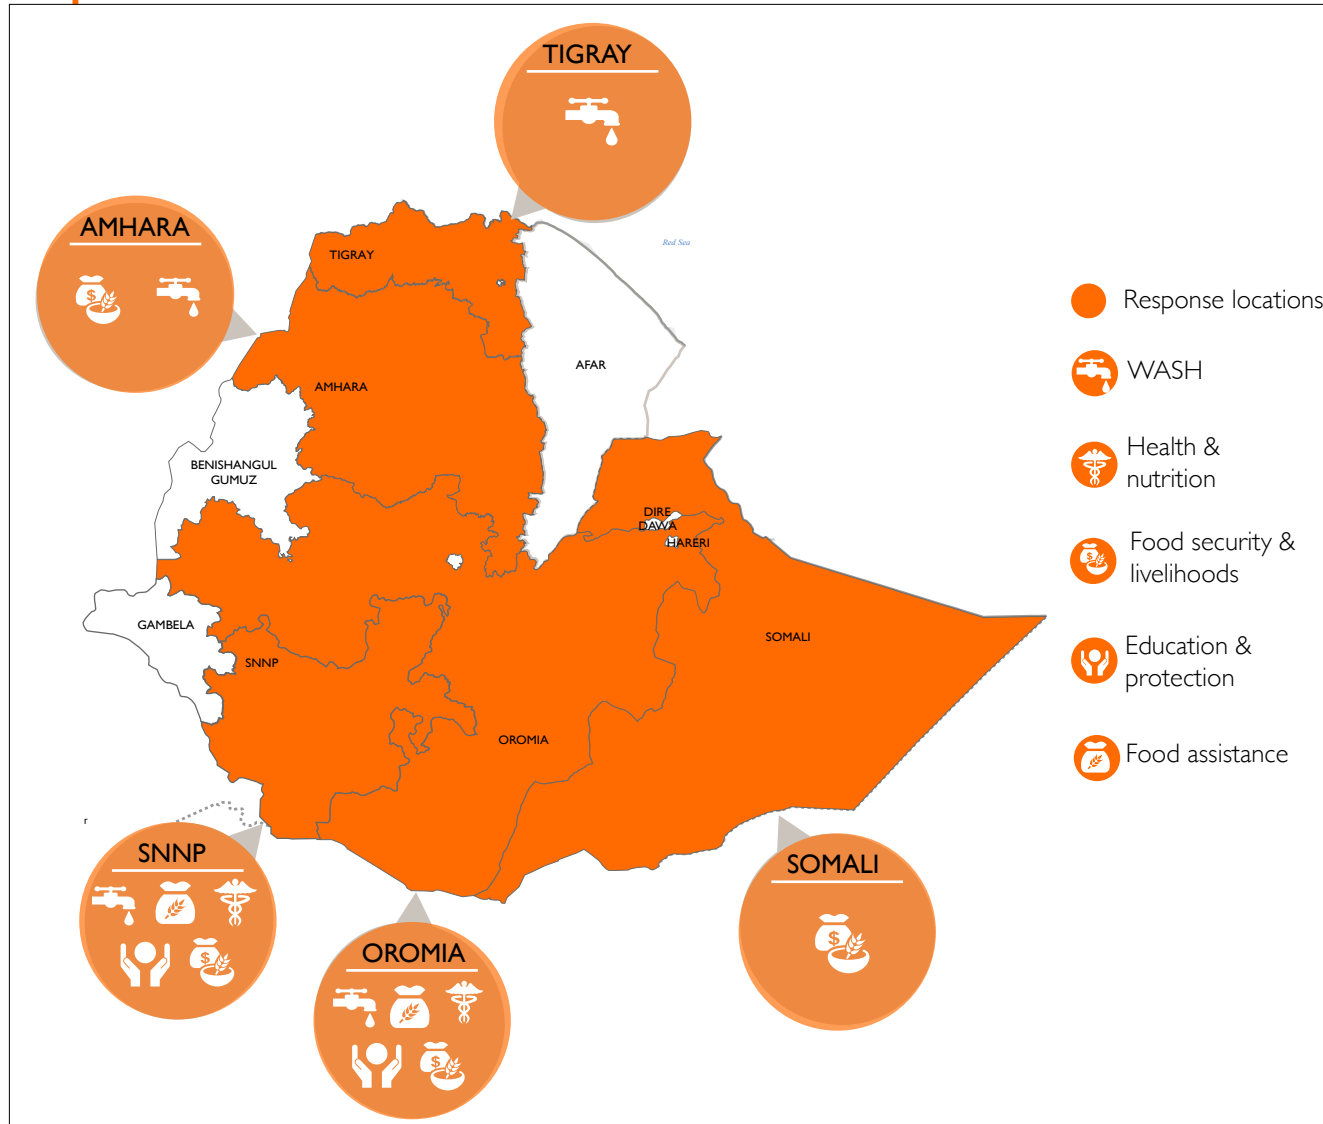 TIGRAY
AMHARA
Red Sea
TIGRAY
AFAR
AMHARA
BENISHANGUL
GUMUZ
DIRE
DAWA
HARERI
GAMBELA
SNNP
SOMALI
OROMIA
r
SNNP
OROMIA
SOMALI
$
$
$
$
Response locations
WASH
Health &
nutrition
$
Food security &
livelihoods
Education &
protection
Food assistance